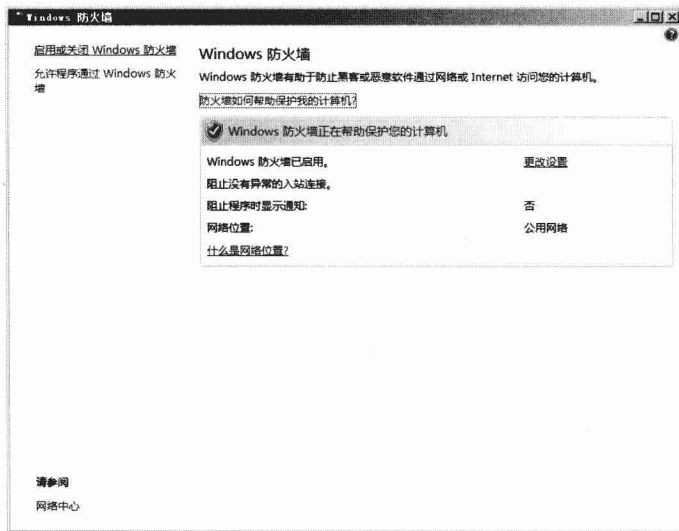 Windows 防火墙
启用或关闭 Windows 防火墙
允许程序通过 Windows 防火
墙
Windows 防火墙
Windows 防火墙有助于防止黑客或恶意软件通过网络或 Internet 访问您的计算机。
防火墙如何帮助保护我的计算机?
Windows 防火墙正在帮助保护您的计算机
Windows 防火墙已启用。 更改设置
阻止没有异常的入站连接。
阻止程序时显示通知: 否
网络位置: 公用网络
什么是网络位置?
请参阅
网络中心